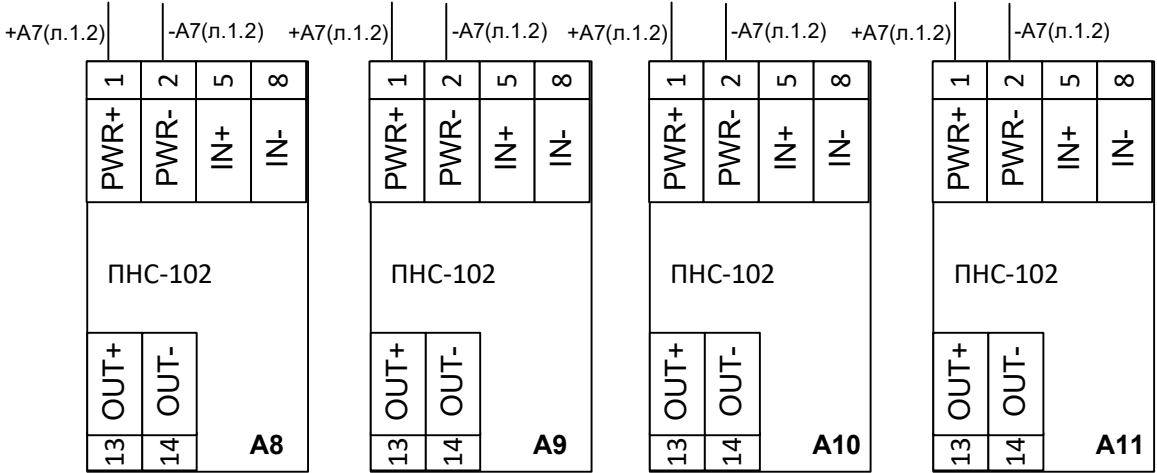 +A7(л.1.2) -A7(л.1.2) +A7(л.1.2) -A7(л.1.2) +A7(л.1.2) -A7(л.1.2) +A7(л.1.2) -A7(л.1.2)
1 2 5 8 1 2 5 8 1 2 5 8 1 2 5 8
PWR+ PWR- IN+ IN- PWR+ PWR- IN+ IN- PWR+ PWR- IN+ IN- PWR+ PWR- IN+ IN-
ПНС-102 ПНС-102 ПНС-102 ПНС-102
OUT+ OUT- OUT+ OUT- OUT+ OUT- OUT+ OUT-
13 14 A8 13 14 A9 13 14 A10 13 14 A11